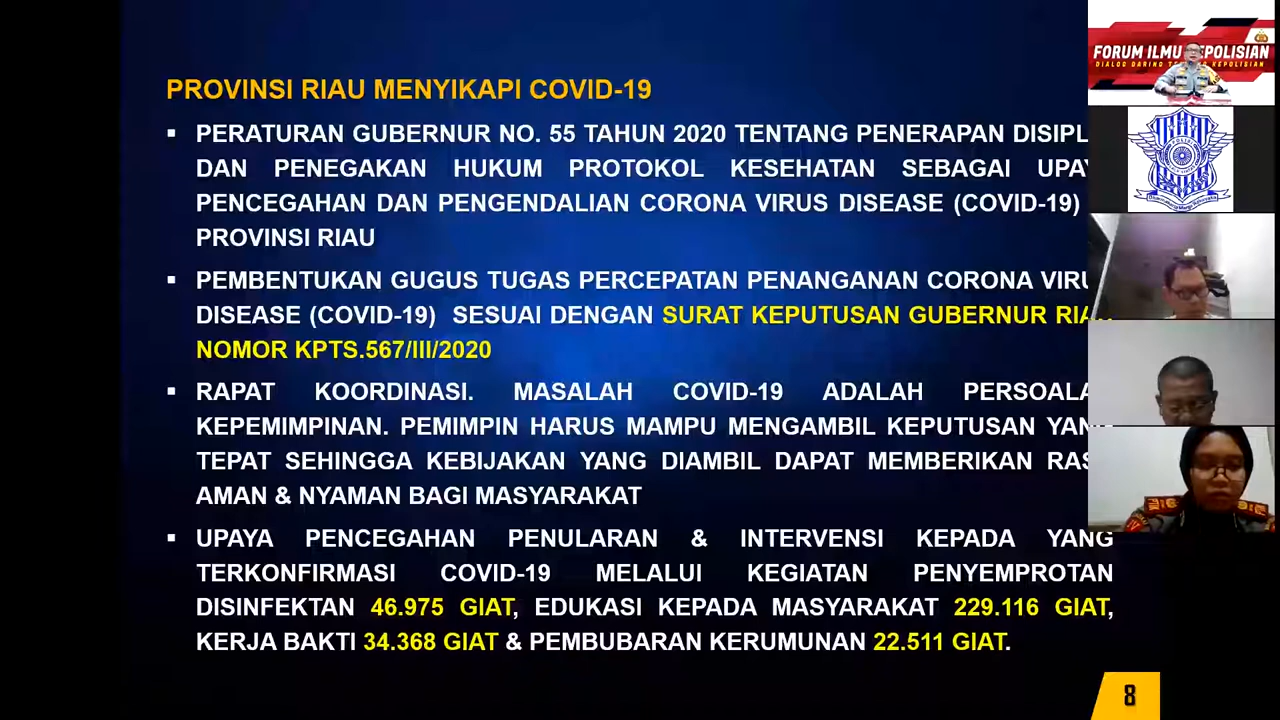 PROVINSI RIAU MENYIKAPI COVID-19
▪ PERATURAN GUBERNUR NO. 55 TAHUN 2020 TENTANG PENERAPAN
DAN PENEGAKAN HUKUM PROTOKOL KESEHATAN SEBAGAI
PENCEGAHAN DAN PENGENDALIAN CORONA VIRUS DISEASE (COVID-19)
PROVINSI RIAU
▪ PEMBENTUKAN GUGUS TUGAS PERCEPATAN PENANGANAN CORONA
DISEASE (COVID-19) SESUAI DENGAN SURAT KEPUTUSAN GUBERNUR
NOMOR KPTS.567/III/2020
▪ RAPAT KOORDINASI. MASALAH COVID-19 ADALAH
KEPEMIMPINAN. PEMIMPIN HARUS MAMPU MENGAMBIL KEPUTUSAN
TEPAT SEHINGGA KEBIJAKAN YANG DIAMBIL DAPAT MEMBERIKAN
AMAN & NYAMAN BAGI MASYARAKAT
▪ UPAYA PENCEGAHAN PENULARAN & INTERVENSI KEPADA YANG
TERKONFIRMASI COVID-19 MELALUI KEGIATAN PENYEMPROTAN
DISINFEKTAN 46.975 GIAT, EDUKASI KEPADA MASYARAKAT 229.116 GIAT,
KERJA BAKTI 34.368 GIAT & PEMBUBARAN KERUMUNAN 22.511 GIAT.
8
FORUM ILMU KEPOLISIAN